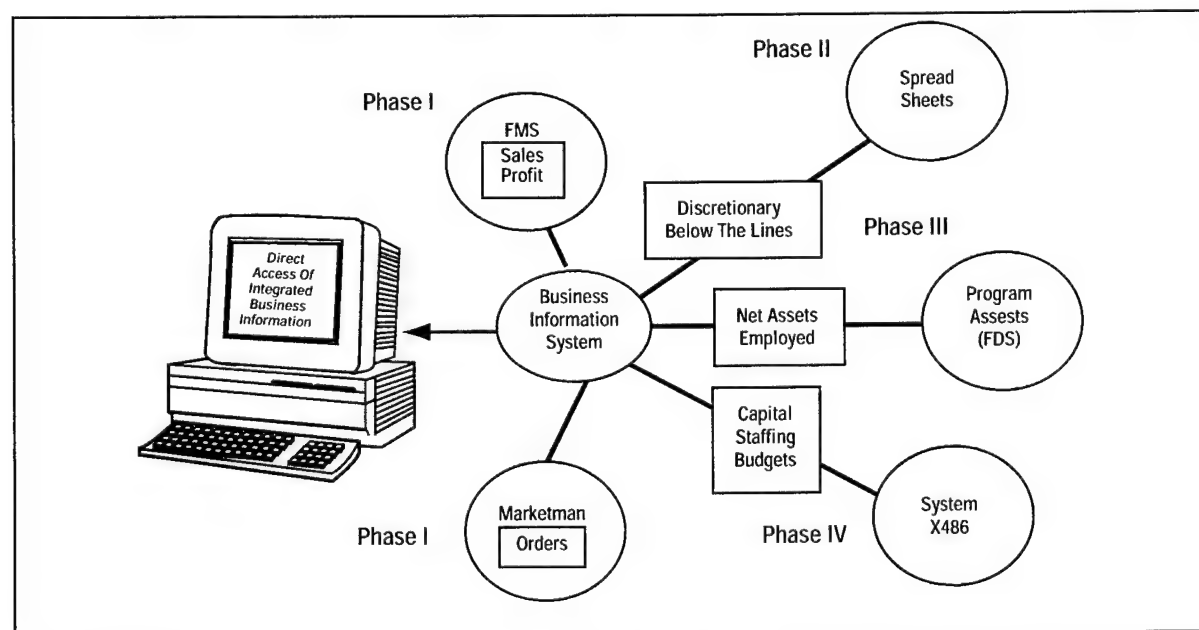 Phase II
Spread
Sheets
Phase I
FMS
Sales
Profit
Discretionary
Below The Lines
Phase III
Direct
Access Of
Integrated
Business
Information
Business
Information
System
Net Assets
Employed
Program
Assests
(FDS)
Capital
Staffing
Budgets
Marketman
Orders
Phase I
System
X486
Phase IV